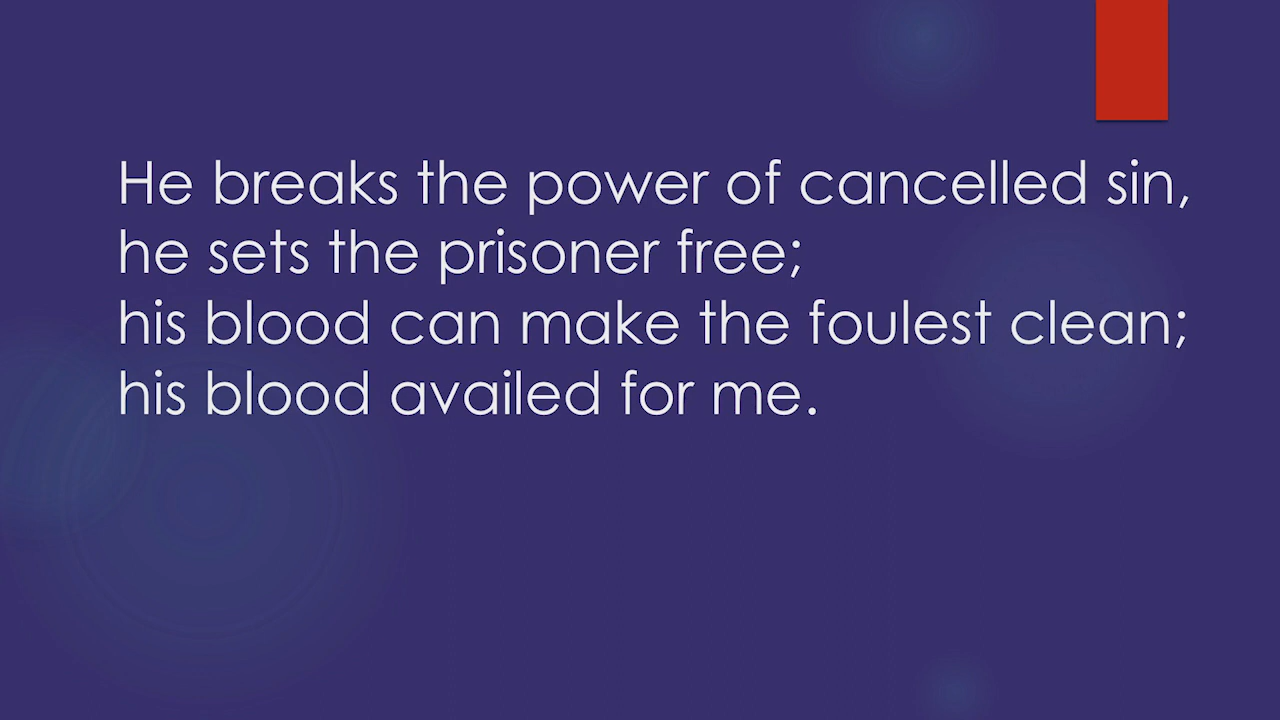 He breaks the power of cancelled sin,
he sets the prisoner free;
his blood can make the foulest clean;
his blood availed for me.